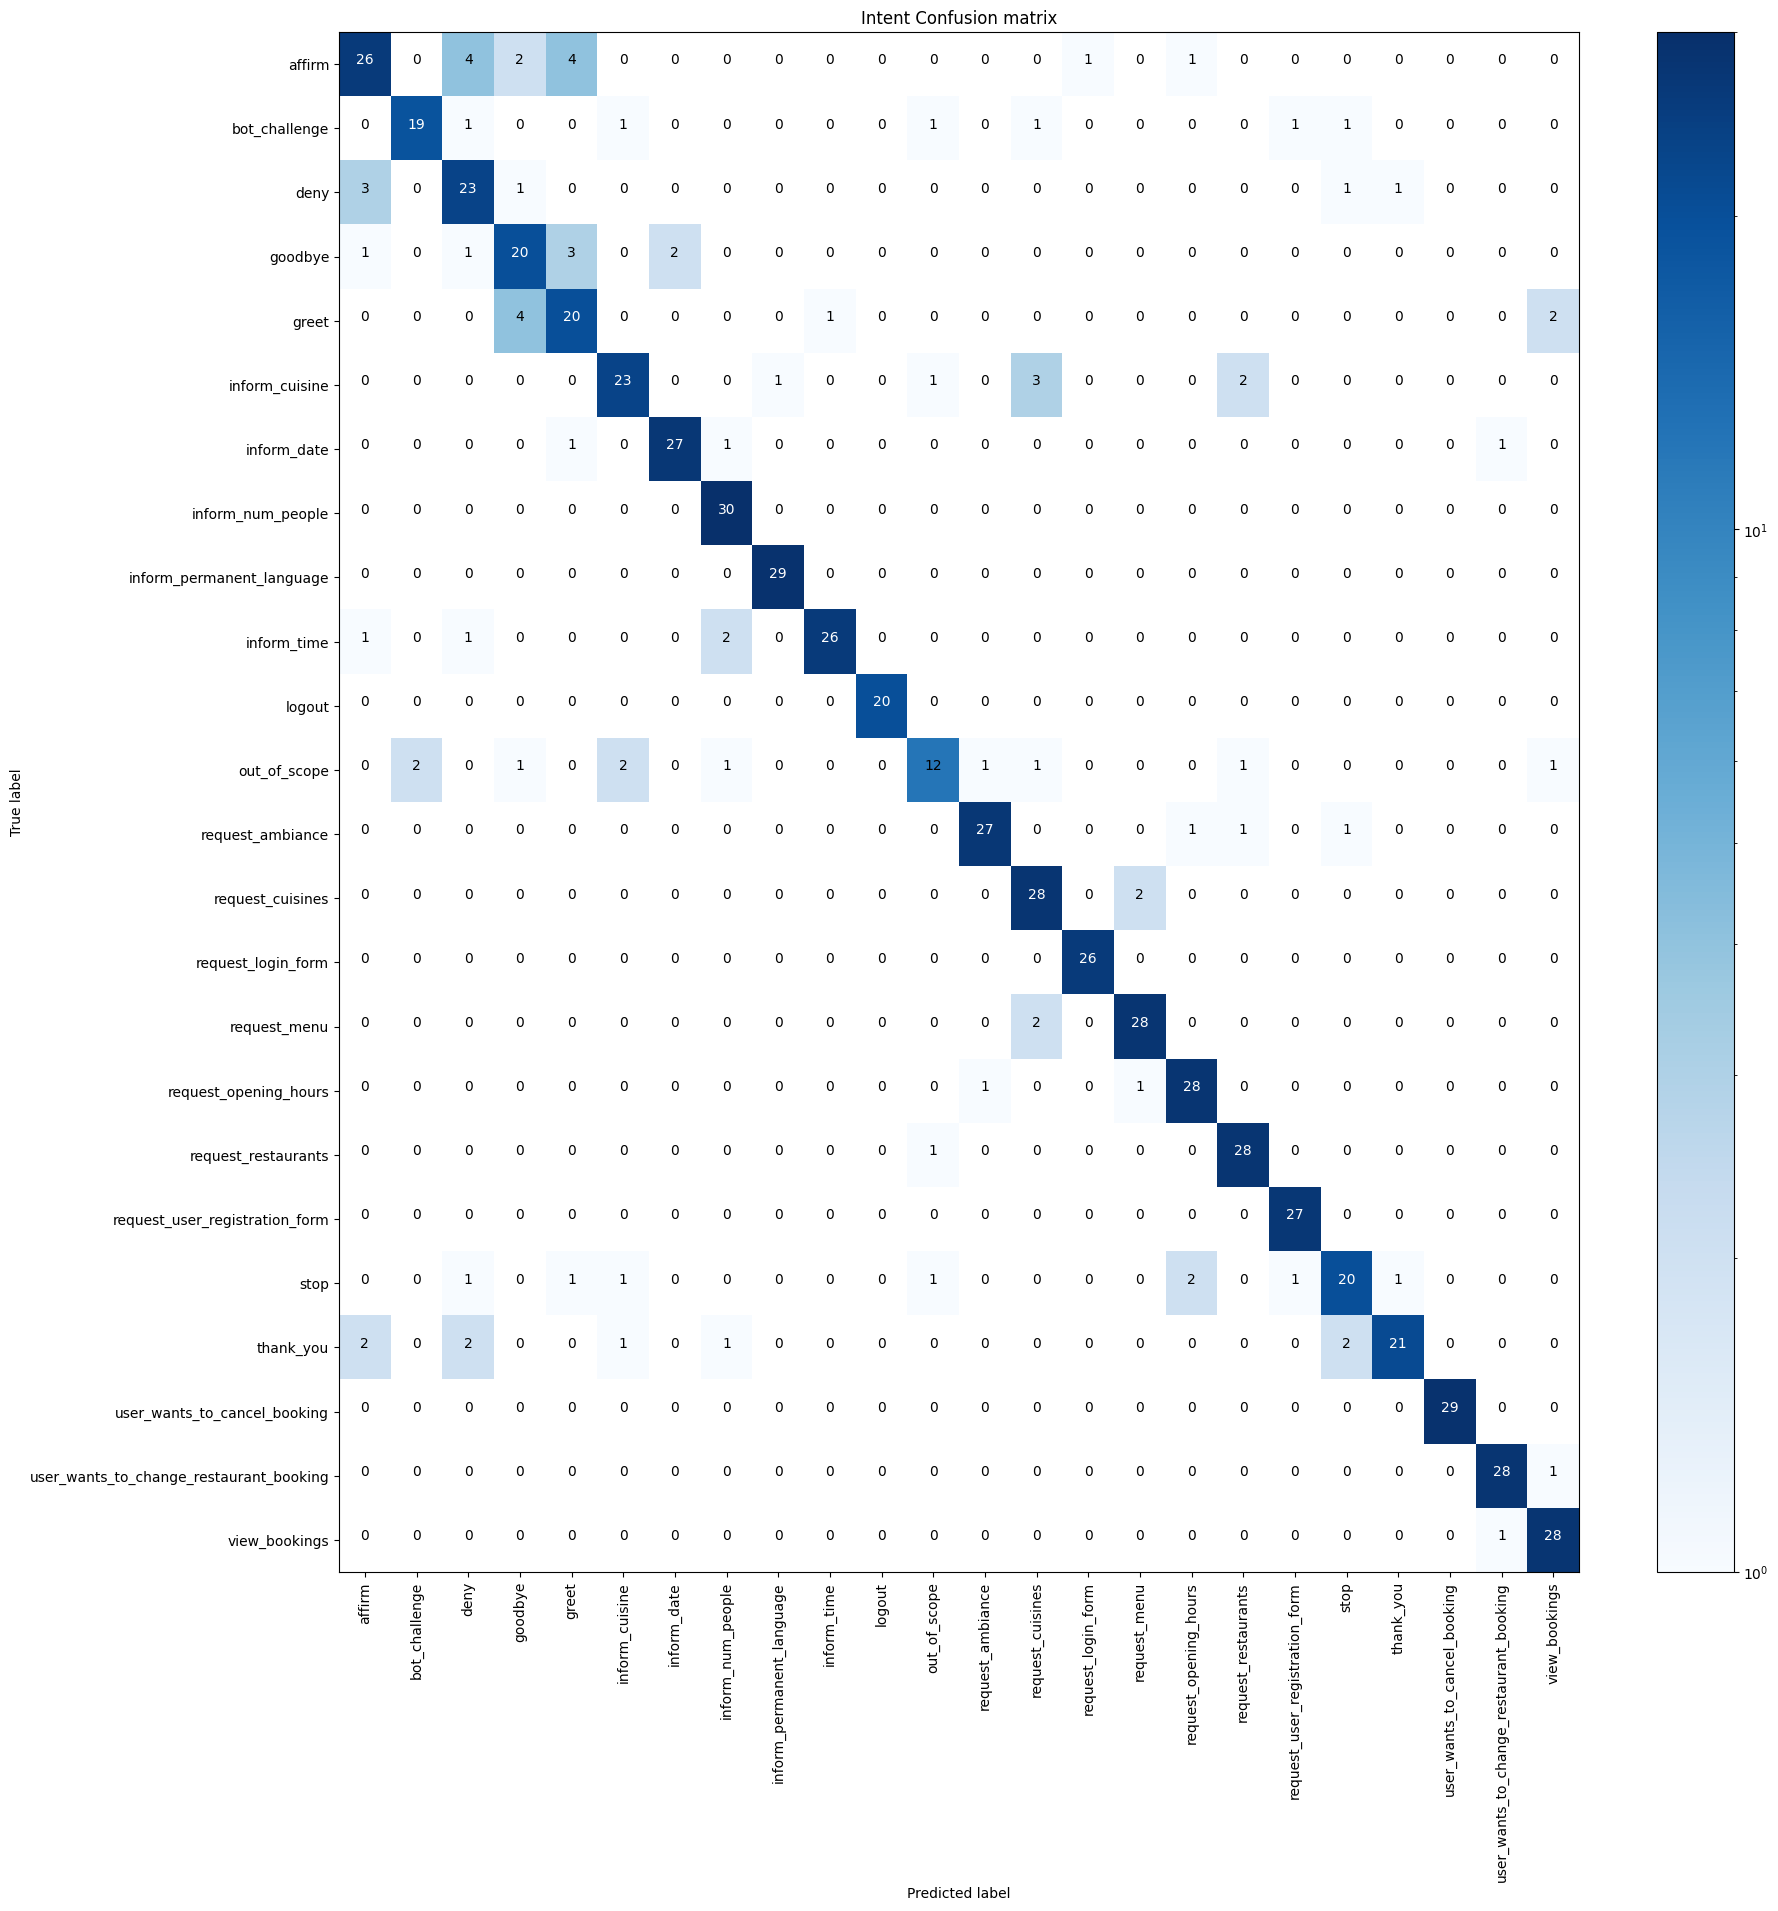 Intent Confusion matrix
affirm 26 0 4 2 4 0 0 0 0 0 0 0 0 0 1 0 1 0 0 0 0 0 0 0
bot_challenge 0 19 1 0 0 1 0 0 0 0 0 1 0 1 0 0 0 0 1 1 0 0 0 0
deny 3 0 23 1 0 0 0 0 0 0 0 0 0 0 0 0 0 0 0 1 1 0 0 0
goodbye 1 0 1 20 3 0 2 0 0 0 0 0 0 0 0 0 0 0 0 0 0 0 0 0
greet 0 0 0 4 20 0 0 0 0 1 0 0 0 0 0 0 0 0 0 0 0 0 0 2
inform_cuisine 0 0 0 0 0 23 0 0 1 0 0 1 0 3 0 0 0 2 0 0 0 0 0 0
inform_date 0 0 0 0 1 0 27 1 0 0 0 0 0 0 0 0 0 0 0 0 0 0 1 0
inform_num_people 0 0 0 0 0 0 0 30 0 0 0 0 0 0 0 0 0 0 0 0 0 0 0 0
inform_permanent_language 0 0 0 0 0 0 0 0 29 0 0 0 0 0 0 0 0 0 0 0 0 0 0 0
inform_time 1 0 1 0 0 0 0 2 0 26 0 0 0 0 0 0 0 0 0 0 0 0 0 0
logout 0 0 0 0 0 0 0 0 0 0 20 0 0 0 0 0 0 0 0 0 0 0 0 0
out_of_scope 0 2 0 1 0 2 0 1 0 0 0 12 1 1 0 0 0 1 0 0 0 0 0 1
request_ambiance 0 0 0 0 0 0 0 0 0 0 0 0 27 0 0 0 1 1 0 1 0 0 0 0
request_cuisines 0 0 0 0 0 0 0 0 0 0 0 0 0 28 0 2 0 0 0 0 0 0 0 0
request_login_form 0 0 0 0 0 0 0 0 0 0 0 0 0 0 26 0 0 0 0 0 0 0 0 0
request_menu 0 0 0 0 0 0 0 0 0 0 0 0 0 2 0 28 0 0 0 0 0 0 0 0
request_opening_hours 0 0 0 0 0 0 0 0 0 0 0 0 1 0 0 1 28 0 0 0 0 0 0 0
request_restaurants 0 0 0 0 0 0 0 0 0 0 0 1 0 0 0 0 0 28 0 0 0 0 0 0
request_user_registration_form 0 0 0 0 0 0 0 0 0 0 0 0 0 0 0 0 0 0 27 0 0 0 0 0
stop 0 0 1 0 1 1 0 0 0 0 0 1 0 0 0 0 2 0 1 20 1 0 0 0
thank_you 2 0 2 0 0 1 0 1 0 0 0 0 0 0 0 0 0 0 0 2 21 0 0 0
user_wants_to_cancel_booking 0 0 0 0 0 0 0 0 0 0 0 0 0 0 0 0 0 0 0 0 0 29 0 0
user_wants_to_change_restaurant_booking 0 0 0 0 0 0 0 0 0 0 0 0 0 0 0 0 0 0 0 0 0 0 28 1
view_bookings 0 0 0 0 0 0 0 0 0 0 0 0 0 0 0 0 0 0 0 0 0 0 1 28
True label
affirm
bot_challenge
deny
goodbye
greet
inform_cuisine
inform_date
inform_num_people
inform_permanent_language
inform_time
logout
out_of_scope
request_ambiance
request_cuisines
request_login_form
request_menu
request_opening_hours
request_restaurants
request_user_registration_form
stop
thank_you
user_wants_to_cancel_booking
user_wants_to_change_restaurant_booking
view_bookings
Predicted label
10¹
10⁰